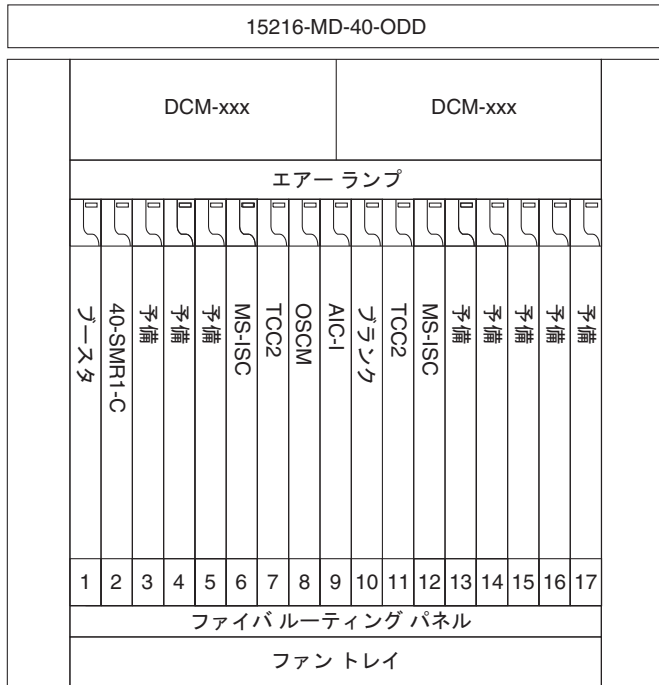 15216-MD-40-ODD
DCM-xxx
DCM-xxx
エアー ランプ
ブースタ
40-SMR1-C
予備
予備
予備
MS-ISC
TCC2
OSCM
AIC-I
ブランク
TCC2
MS-ISC
予備
予備
予備
予備
予備
1 2 3 4 5 6 7 8 9 10 11 12 13 14 15 16 17
ファイバ ルーティング パネル
ファン トレイ